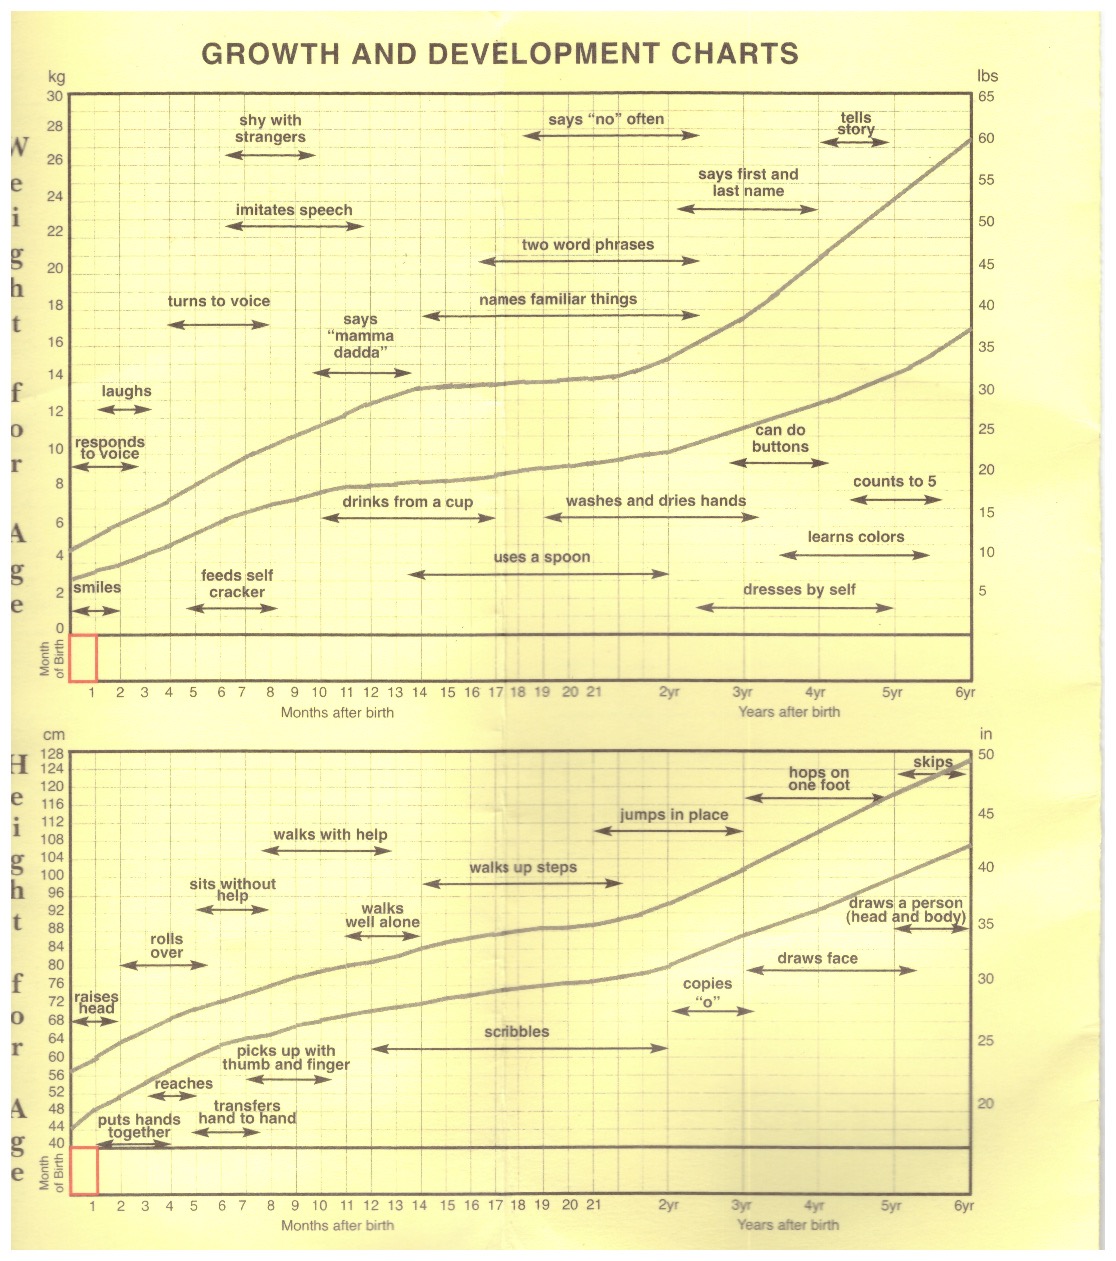 GROWTH AND DEVELOPMENT CHARTS
kg
lbs
Weight for Age
30
28
26
24
22
20
18
16
14
12
10
8
6
4
2
0
65
60
55
50
45
40
35
30
25
20
15
10
5
shy with
strangers
says “no” often
tells
story
says first and
last name
imitates speech
two word phrases
turns to voice
names familiar things
says
“mamma
dadda”
laughs
responds
to voice
can do
buttons
counts to 5
drinks from a cup
washes and dries hands
learns colors
uses a spoon
smiles
feeds self
cracker
dresses by self
Month
of Birth
1 2 3 4 5 6 7 8 9 10 11 12 13 14 15 16 17 18 19 20 21 2yr 3yr 4yr 5yr 6yr
Months after birth
Years after birth
cm
in
Height for Age
128
124
120
116
112
108
104
100
96
92
88
84
80
76
72
68
64
60
56
52
48
44
40
50
45
40
35
30
25
20
skips
hops on
one foot
jumps in place
walks with help
walks up steps
sits without
help
walks
well alone
draws a person
(head and body)
rolls
over
draws face
raises
head
copies
“o”
scribbles
picks up with
thumb and finger
reaches
transfers
hand to hand
puts hands
together
Month
of Birth
1 2 3 4 5 6 7 8 9 10 11 12 13 14 15 16 17 18 19 20 21 2yr 3yr 4yr 5yr 6yr
Months after birth
Years after birth